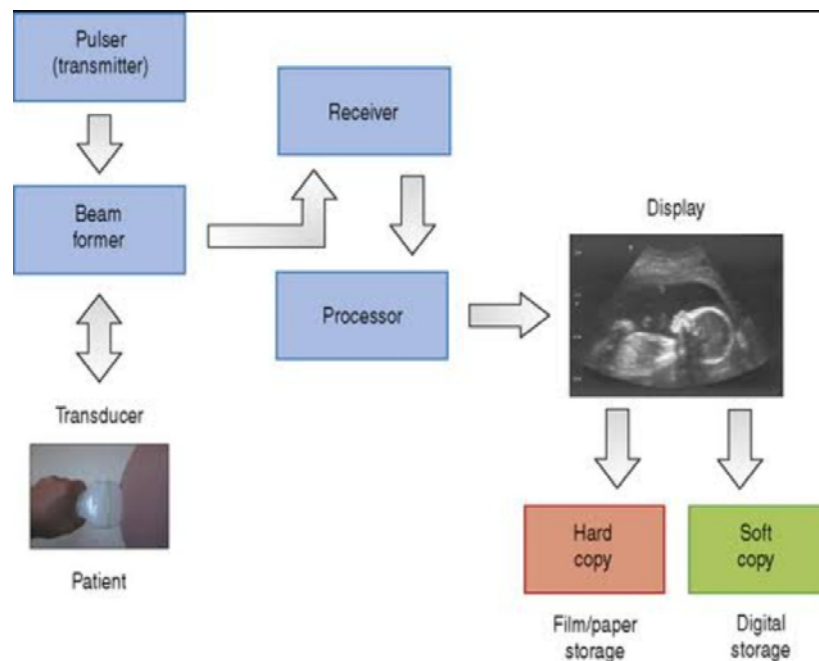 Pulser
(transmitter)
Receiver
Beam
former
Display
Processor
Transducer
Patient
Hard
copy
Soft
copy
Film/paper
storage
Digital
storage